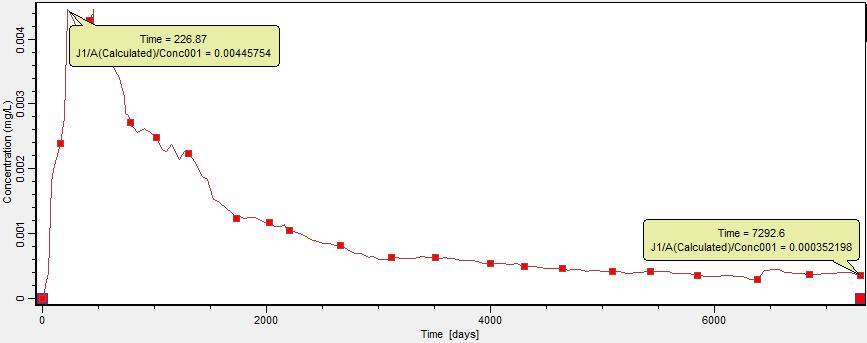 Time = 226.87
J1/A(Calculated)/Conc001 = 0.00445754
Time = 7292.6
J1/A(Calculated)/Conc001 = 0.000352198
Concentration (mg/L)
0.004
0.003
0.002
0.001
0
0
2000
4000
6000
Time [days]